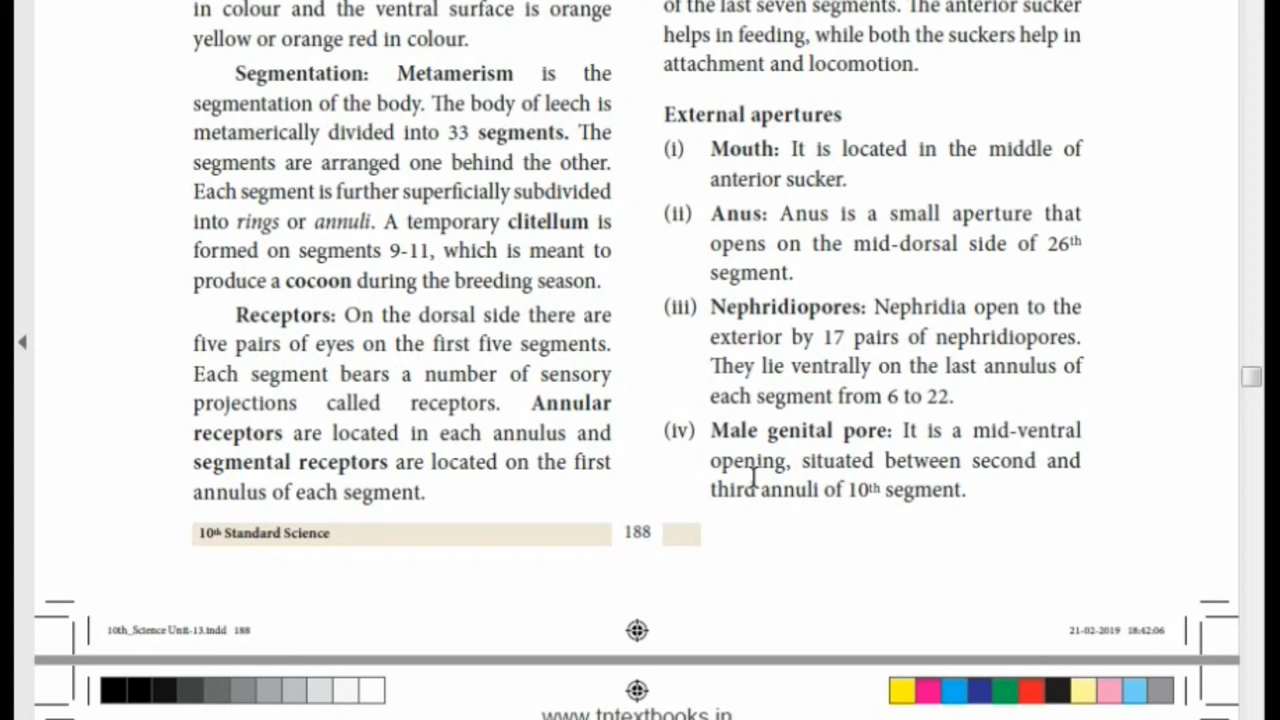 in colour and the ventral surface is orange
yellow or orange red in colour.
Segmentation: Metamerism is the
segmentation of the body. The body of leech is
metamerically divided into 33 segments. The
segments are arranged one behind the other.
Each segment is further superficially subdivided
into rings or annuli. A temporary clitellum is
formed on segments 9-11, which is meant to
produce a cocoon during the breeding season.
Receptors: On the dorsal side there are
five pairs of eyes on the first five segments.
Each segment bears a number of sensory
projections called receptors. Annular
receptors are located in each annulus and
segmental receptors are located on the first
annulus of each segment.
of the last seven segments. The anterior sucker
helps in feeding, while both the suckers help in
attachment and locomotion.
External apertures
(i) Mouth: It is located in the middle of
anterior sucker.
(ii) Anus: Anus is a small aperture that
opens on the mid-dorsal side of 26th
segment.
(iii) Nephridiopores: Nephridia open to the
exterior by 17 pairs of nephridiopores.
They lie ventrally on the last annulus of
each segment from 6 to 22.
(iv) Male genital pore: It is a mid-ventral
opening, situated between second and
third annuli of 10th segment.
10th Standard Science
188
10th_Science Unit-13.indd 188
21-02-2019 18:42:06
www.tntextbooks.in